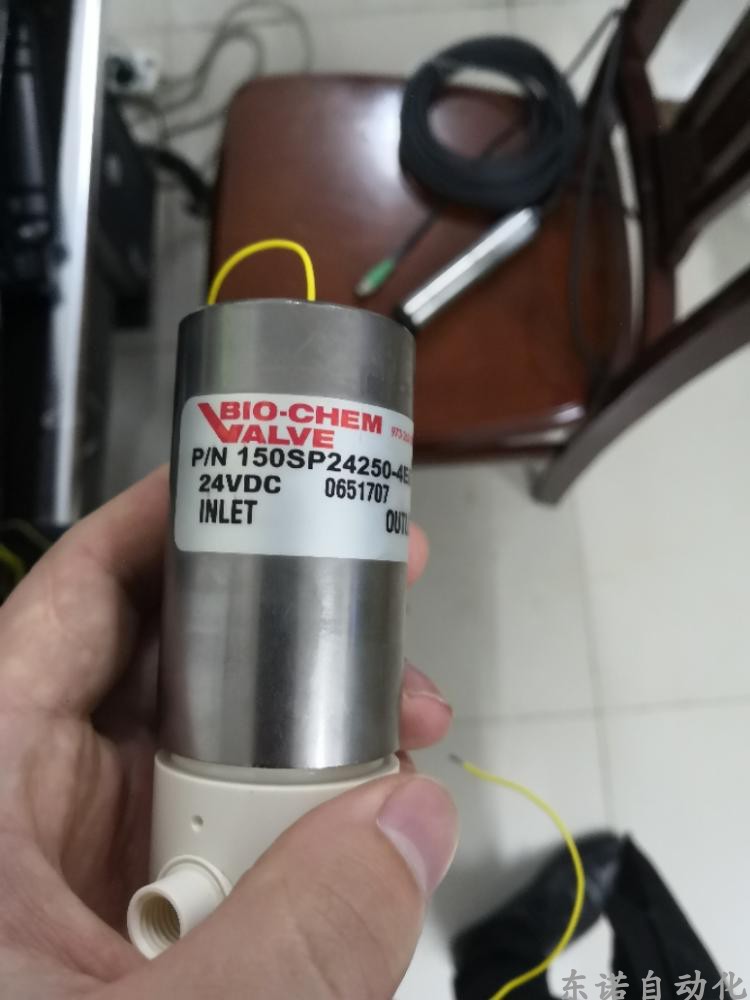 BIO-CHEM
VALVE
P/N 150SP24250-4E
24VDC 0651707
INLET
东诺自动化